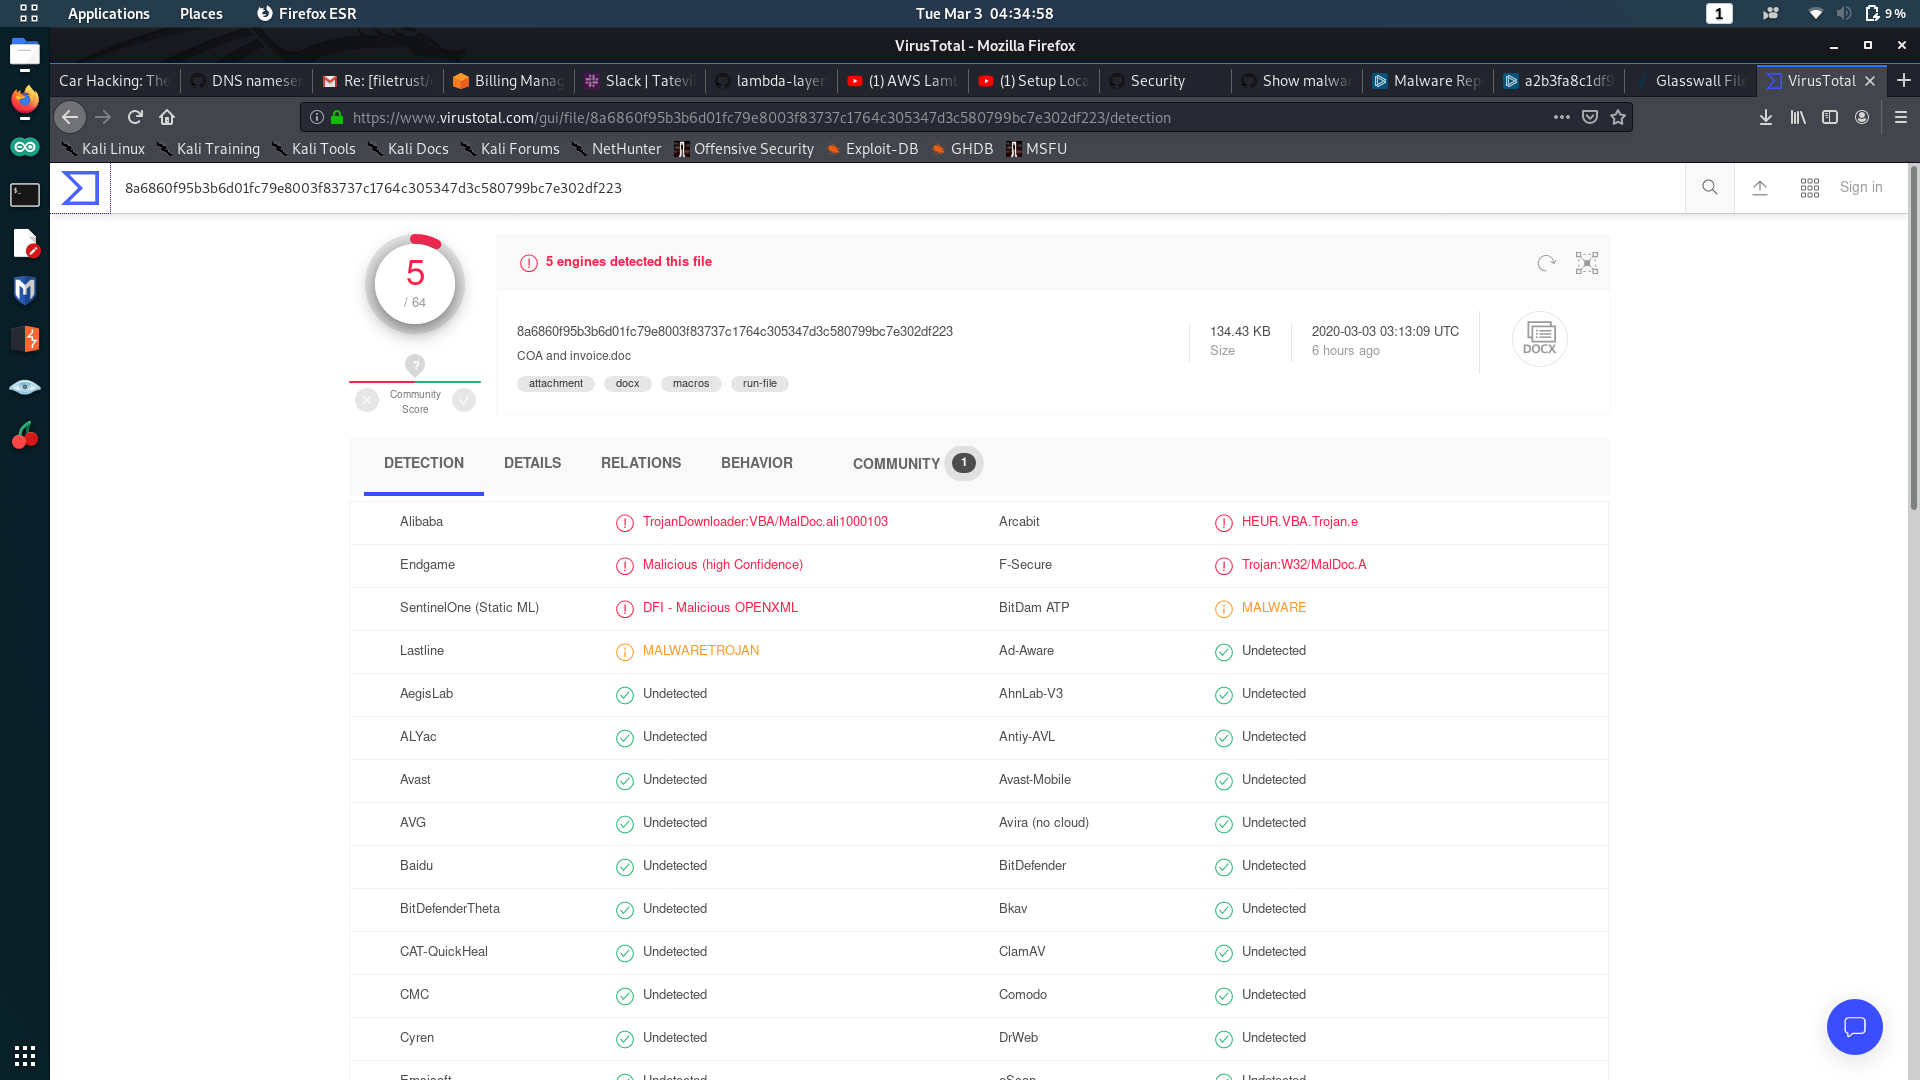 Applications Places Firefox ESR Tue Mar 3 04:34:58 1 9 %
VirusTotal - Mozilla Firefox
Car Hacking: The DNS nameser Re: [filetrust/ Billing Manag Slack | Tatevi lambda-layer (1) AWS Lamb (1) Setup Loca Security Show malwar Malware Rep a2b3fa8c1df9 Glasswall File VirusTotal
https://www.virustotal.com/gui/file/8a6860f95b3b6d01fc79e8003f83737c1764c305347d3c580799bc7e302df223/detection
Kali Linux Kali Training Kali Tools Kali Docs Kali Forums NetHunter Offensive Security Exploit-DB GHDB MSFU
8a6860f95b3b6d01fc79e8003f83737c1764c305347d3c580799bc7e302df223 Sign in
5
/ 64
?
Community
Score
5 engines detected this file
8a6860f95b3b6d01fc79e8003f83737c1764c305347d3c580799bc7e302df223
COA and invoice.doc
attachment docx macros run-file
134.43 KB
Size
2020-03-03 03:13:09 UTC
6 hours ago
DOCX
DETECTION DETAILS RELATIONS BEHAVIOR COMMUNITY 1
Alibaba TrojanDownloader:VBA/MalDoc.ali1000103 Arcabit HEUR.VBA.Trojan.e
Endgame Malicious (high Confidence) F-Secure Trojan:W32/MalDoc.A
SentinelOne (Static ML) DFI - Malicious OPENXML BitDam ATP MALWARE
Lastline MALWARETROJAN Ad-Aware Undetected
AegisLab Undetected AhnLab-V3 Undetected
ALYac Undetected Antiy-AVL Undetected
Avast Undetected Avast-Mobile Undetected
AVG Undetected Avira (no cloud) Undetected
Baidu Undetected BitDefender Undetected
BitDefenderTheta Undetected Bkav Undetected
CAT-QuickHeal Undetected ClamAV Undetected
CMC Undetected Comodo Undetected
Cyren Undetected DrWeb Undetected
Emsisoft Undetected eScan Undetected